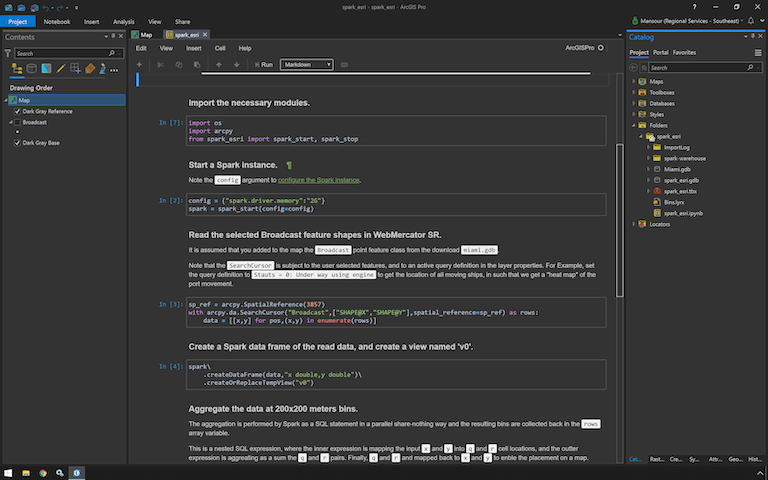 spark_esri - spark_esri - ArcGIS Pro
Project Notebook Insert Analysis View Share
Mansour (Regional Services - Southeast)
Contents
Search
Drawing Order
Map
Dark Gray Reference
Broadcast
Dark Gray Base
Map spark_esri
Edit View Insert Cell Help
ArcGISPro
Run Markdown
Import the necessary modules.
In [7]: import os
import arcpy
from spark_esri import spark_start, spark_stop
Start a Spark instance. ¶
Note the config argument to configure the Spark instance.
In [2]: config = {"spark.driver.memory":"2G"}
spark = spark_start(config=config)
Read the selected Broadcast feature shapes in WebMercator SR.
It is assumed that you added to the map the Broadcast point feature class from the download miami.gdb.
Note that the SearchCursor is subject to the user selected features, and to an active query definition in the layer properties. For Example, set
the query definition to Stauts = 0: Under way using engine to get the location of all moving ships, in such that we get a "heat map" of the
port movement.
In [3]: sp_ref = arcpy.SpatialReference(3857)
with arcpy.da.SearchCursor("Broadcast",["SHAPE@X","SHAPE@Y"],spatial_reference=sp_ref) as rows:
data = [[x,y] for pos,(x,y) in enumerate(rows)]
Create a Spark data frame of the read data, and create a view named 'v0'.
In [4]: spark\
.createDataFrame(data,"x double,y double")\
.createOrReplaceTempView("v0")
Aggregate the data at 200x200 meters bins.
The aggregation is performed by Spark as a SQL statement in a parallel share-nothing way and the resulting bins are collected back in the rows
array variable.
This is a nested SQL expression, where the inner expression is mapping the input x and y into q and r cell locations, and the outter
expression is aggreating as a sum the q and r pairs. Finally, q and r and mapped back to x and y to enble the placement on a map.
Catalog
Project Portal Favorites
Search
Maps
Toolboxes
Databases
Styles
Folders
spark_esri
ImportLog
spark-warehouse
Miami.gdb
spark_esri.gdb
spark_esri.tbx
Bins.lyrx
spark_esri.ipynb
Locators
Cat... Rast... Cre... Sy... Attr... Geo... Hist...